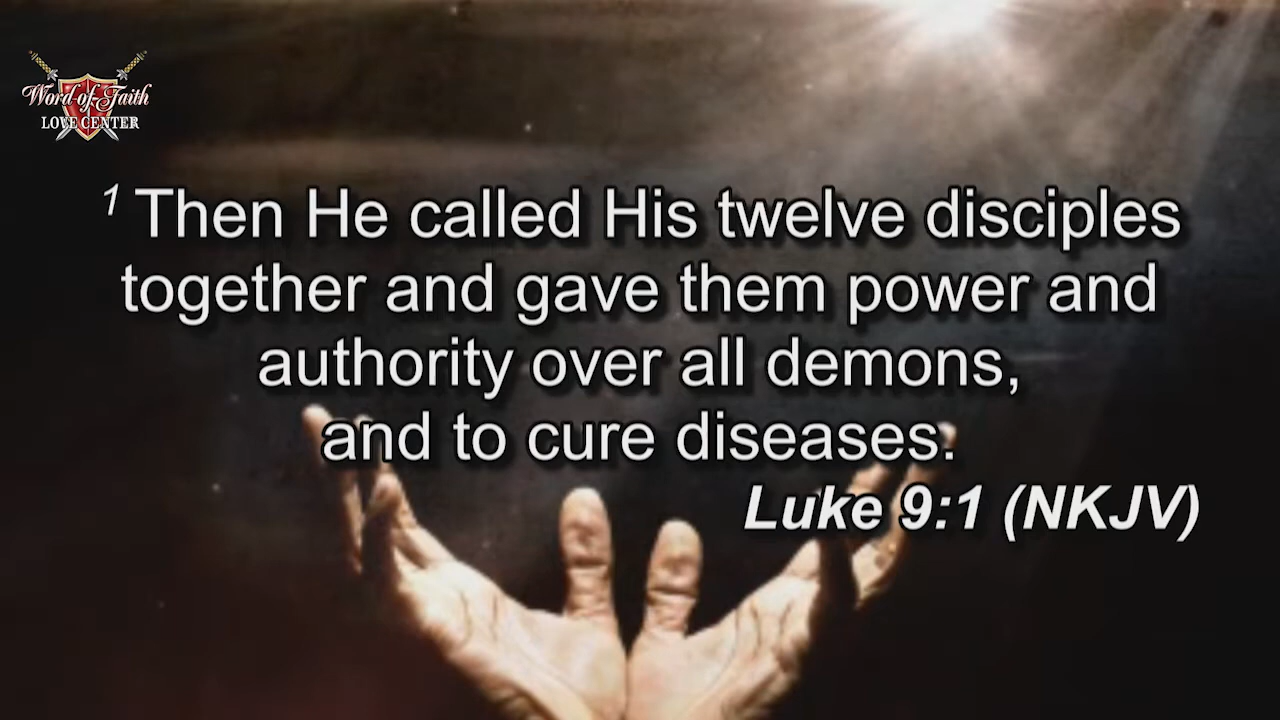 Word of Faith
LOVE CENTER
1 Then He called His twelve disciples
together and gave them power and
authority over all demons,
and to cure diseases.
Luke 9:1 (NKJV)